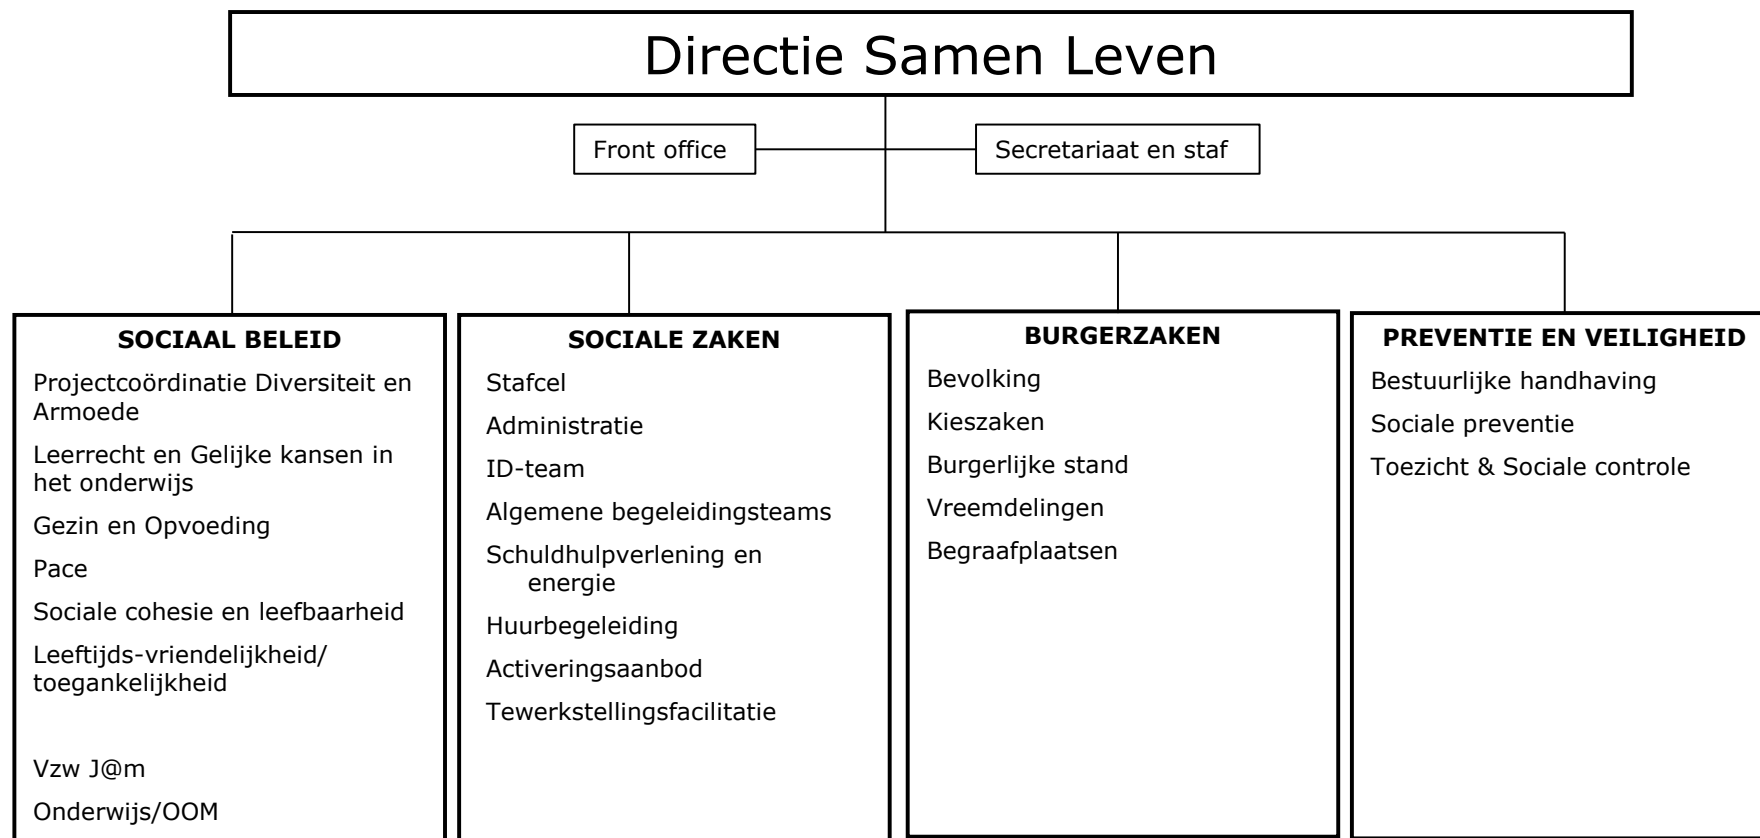 Directie Samen Leven
Front office
Secretariaat en staf
SOCIAAL BELEID
Projectcoördinatie Diversiteit en
Armoede
Leerrecht en Gelijke kansen in
het onderwijs
Gezin en Opvoeding
Pace
Sociale cohesie en leefbaarheid
Leeftijds-vriendelijkheid/
toegankelijkheid
Vzw J@m
Onderwijs/OOM
SOCIALE ZAKEN
Stafcel
Administratie
ID-team
Algemene begeleidingsteams
Schuldhulpverlening en
energie
Huurbegeleiding
Activeringsaanbod
Tewerkstellingsfacilitatie
BURGERZAKEN
Bevolking
Kieszaken
Burgerlijke stand
Vreemdelingen
Begraafplaatsen
PREVENTIE EN VEILIGHEID
Bestuurlijke handhaving
Sociale preventie
Toezicht & Sociale controle